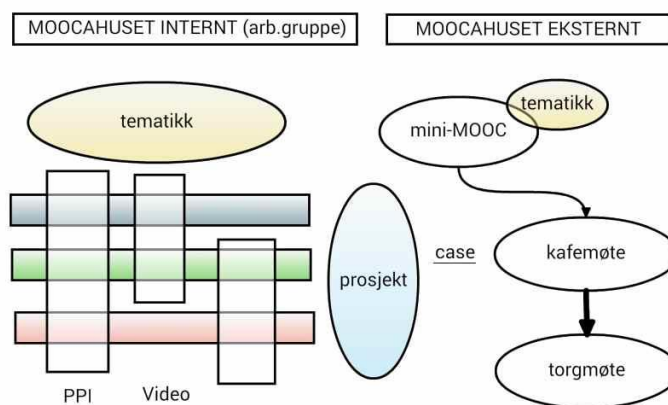 MOOCAHUSET INTERNT (arb.gruppe)
MOOCAHUSET EKSTERNT
tematikk
tematikk
mini-MOOC
prosjekt
case
kafemøte
torgmøte
PPI
Video